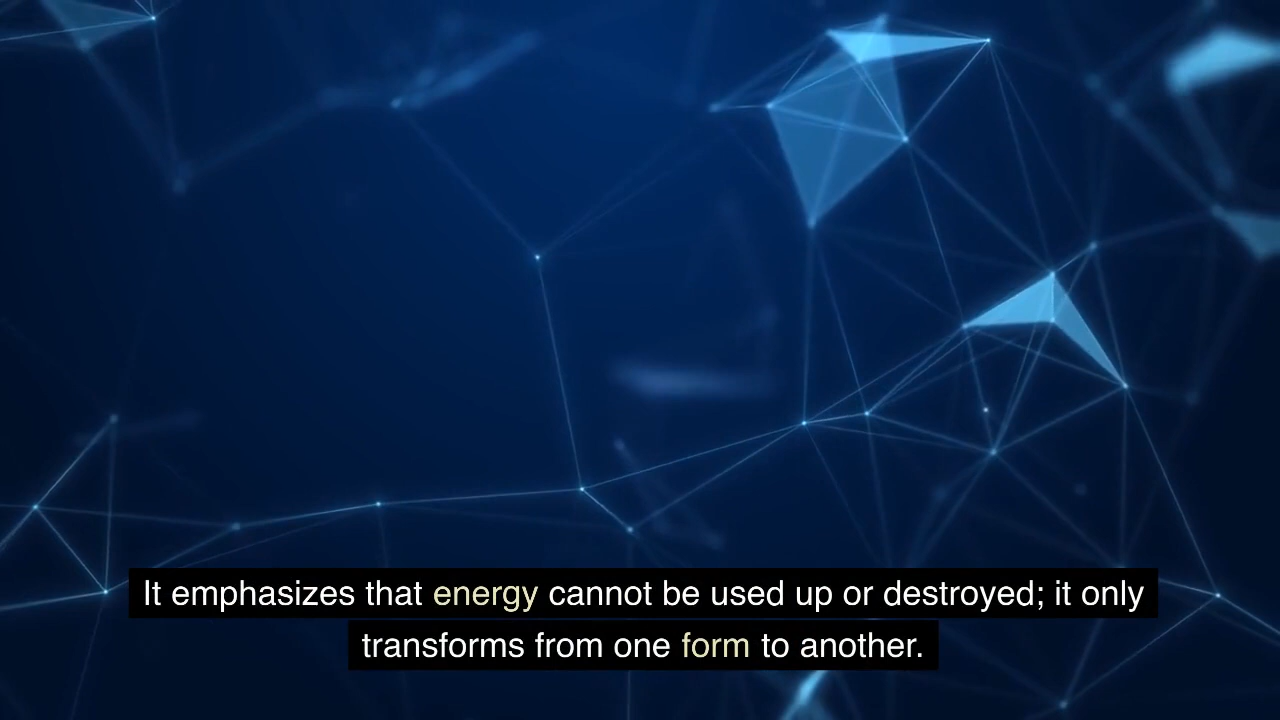 It emphasizes that energy cannot be used up or destroyed; it only
transforms from one form to another.